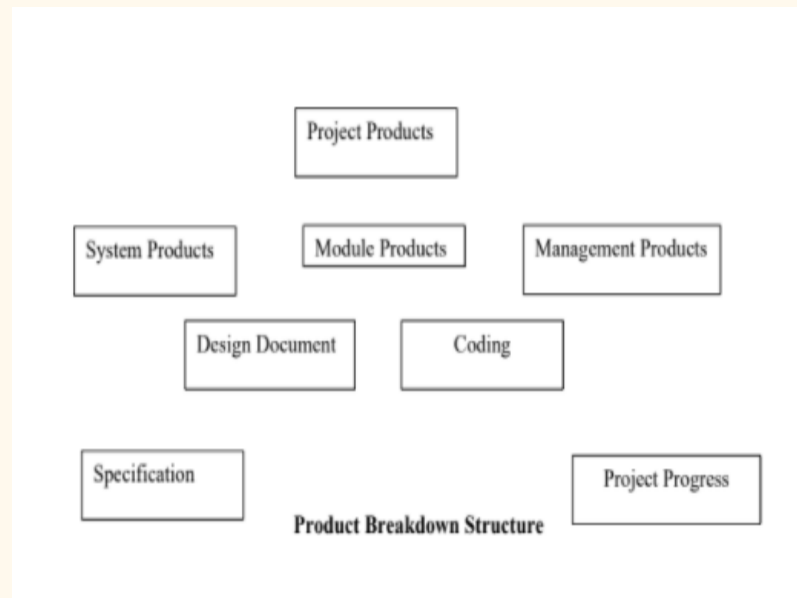 Project Products
System Products
Module Products
Management Products
Design Document
Coding
Specification
Project Progress
Product Breakdown Structure